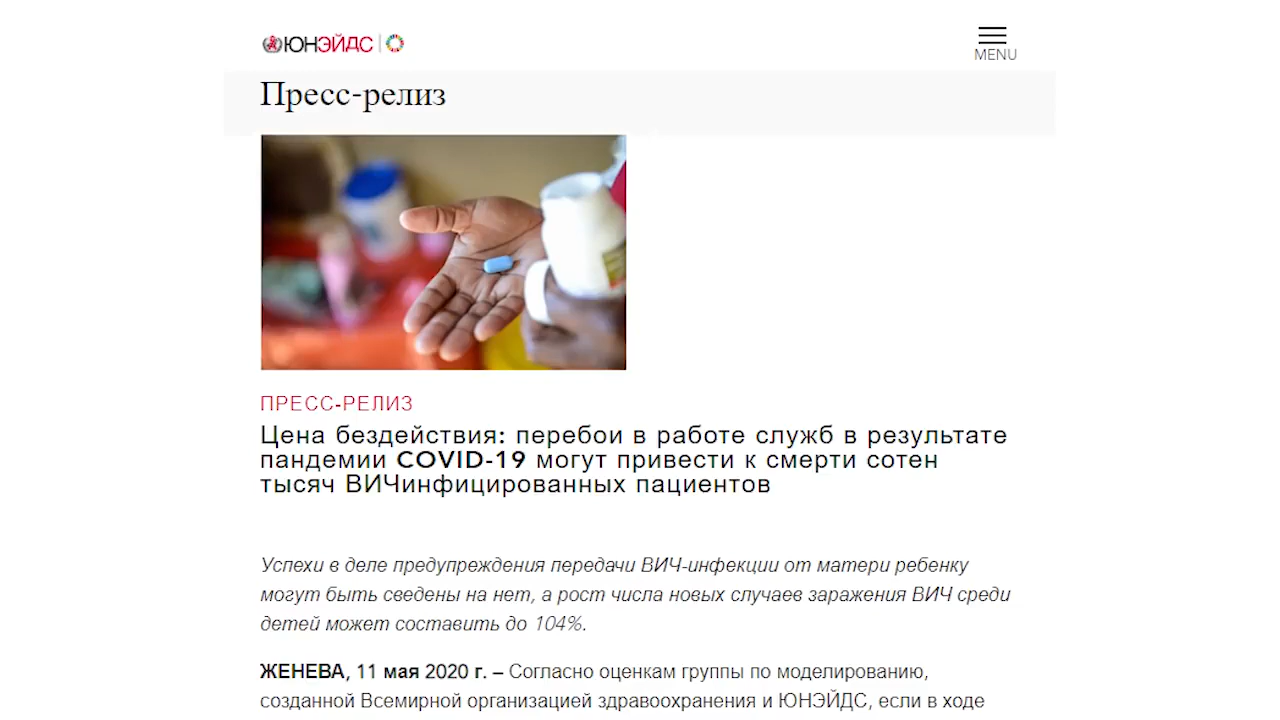 ЮНЭЙДС
MENU
Пресс-релиз
ПРЕСС-РЕЛИЗ
Цена бездействия: перебои в работе служб в результате
пандемии COVID-19 могут привести к смерти сотен
тысяч ВИЧинфицированных пациентов
Успехи в деле предупреждения передачи ВИЧ-инфекции от матери ребенку
могут быть сведены на нет, а рост числа новых случаев заражения ВИЧ среди
детей может составить до 104%.
ЖЕНЕВА, 11 мая 2020 г. – Согласно оценкам группы по моделированию,
созданной Всемирной организацией здравоохранения и ЮНЭЙДС, если в ходе